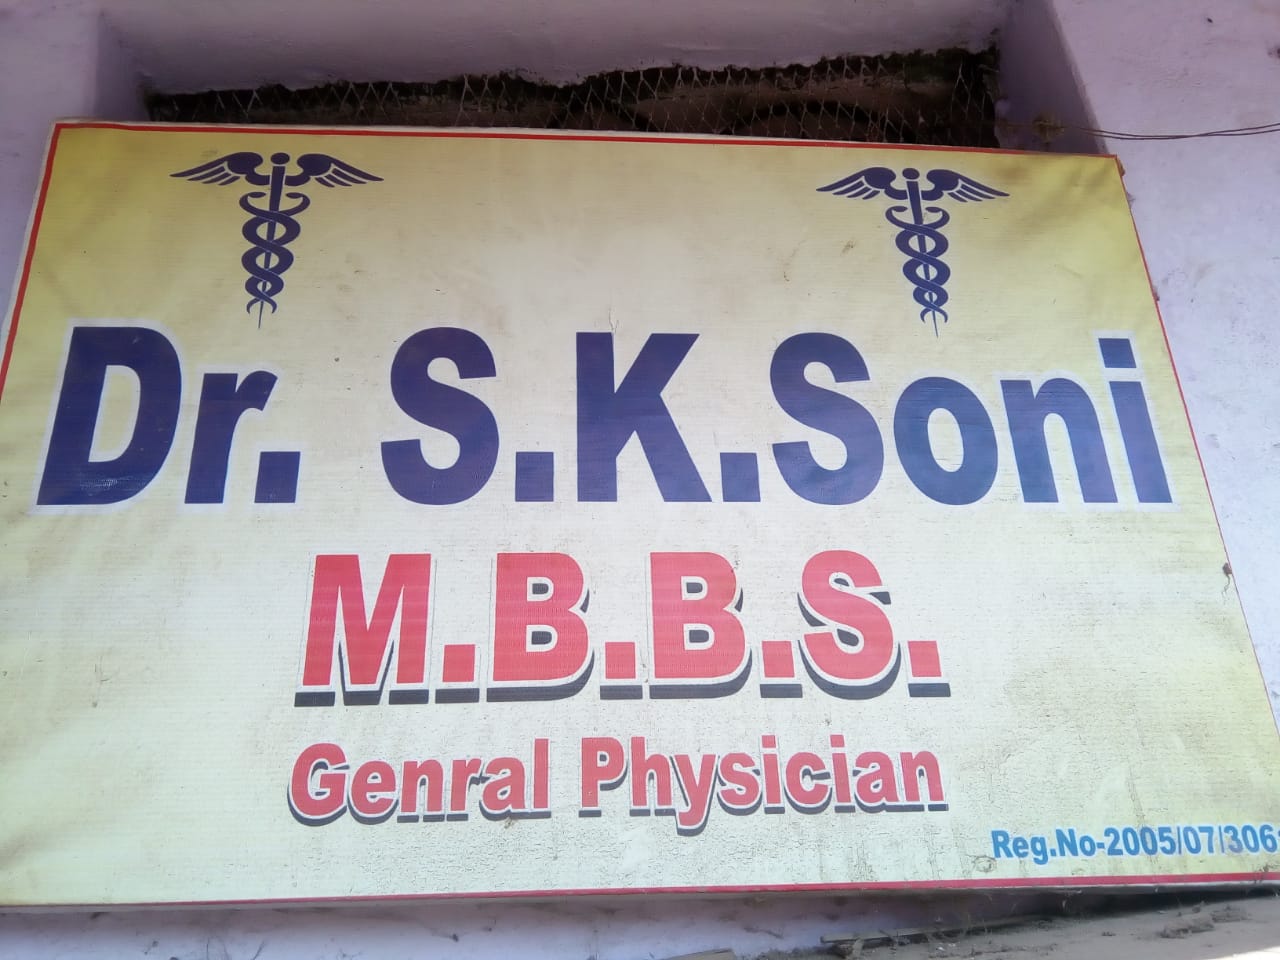 Dr. S.K.Soni
M.B.B.S.
Genral Physician
Reg.No-2005/07/306